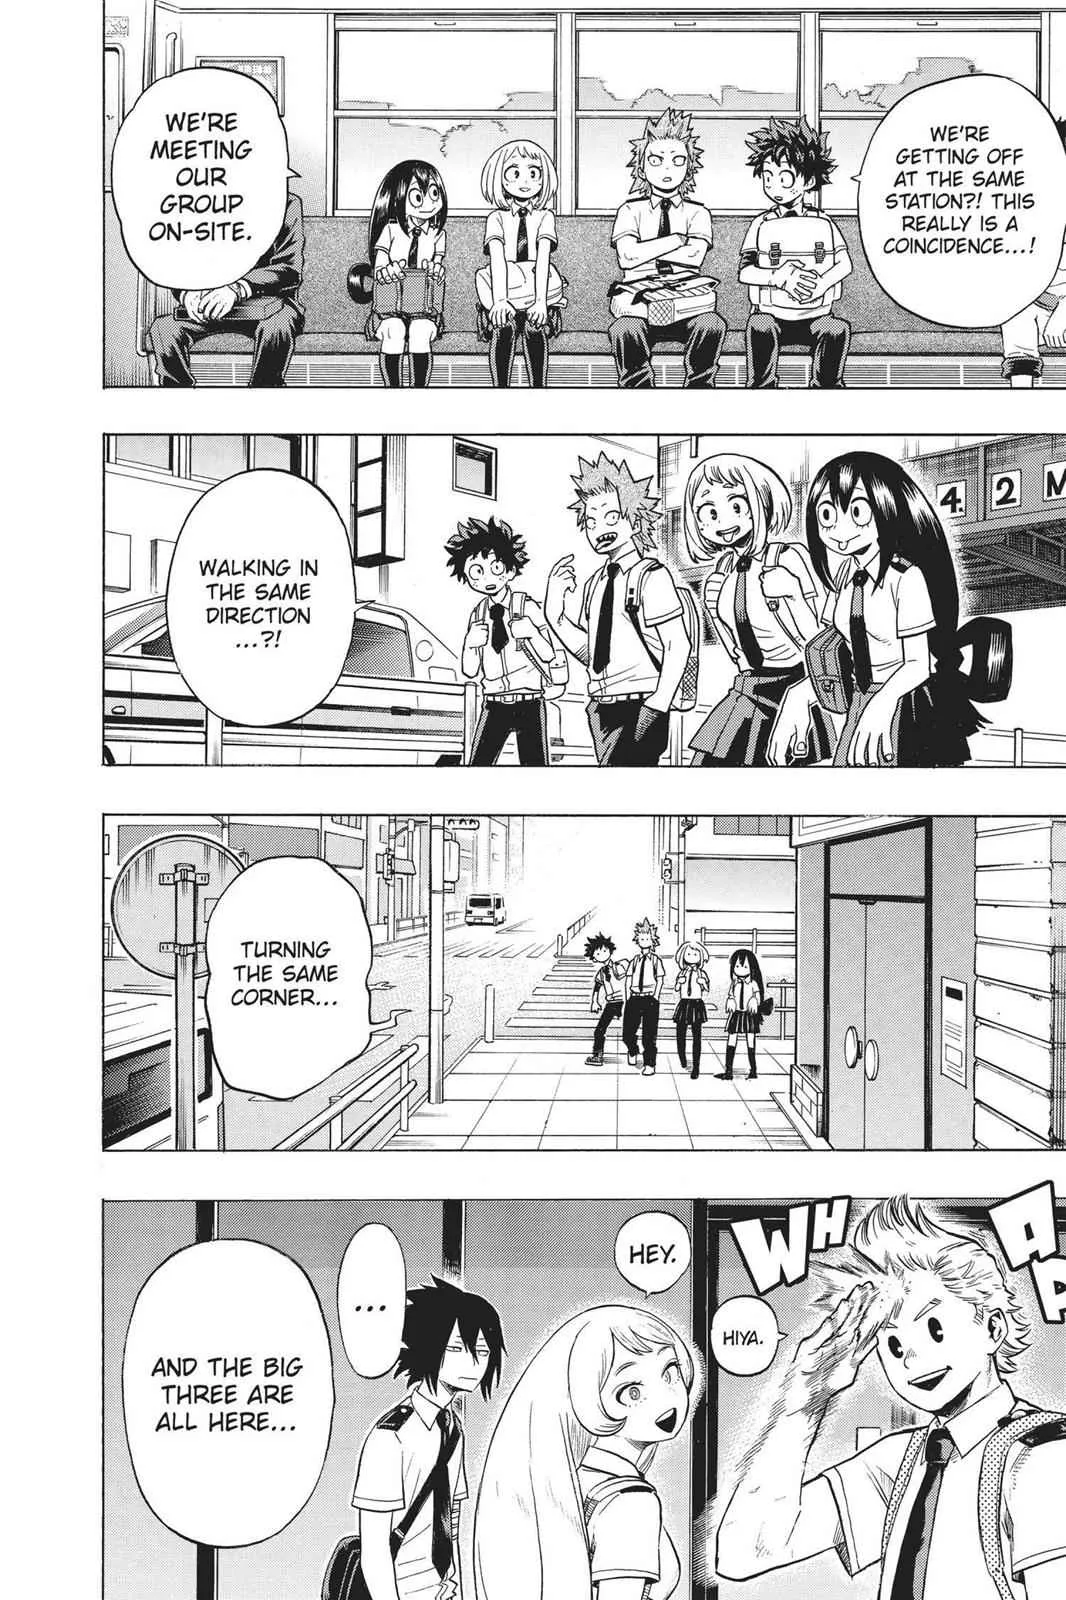 WE'RE
GETTING OFF
AT THE SAME
STATION?! THIS
REALLY IS A
COINCIDENCE...!
WE'RE
MEETING
OUR
GROUP
ON-SITE.
4.
2
M
WALKING IN
THE SAME
DIRECTION
...?!
TURNING
THE SAME
CORNER...
WHAP
HIYA.
HEY.
...
AND THE BIG
THREE ARE
ALL HERE...